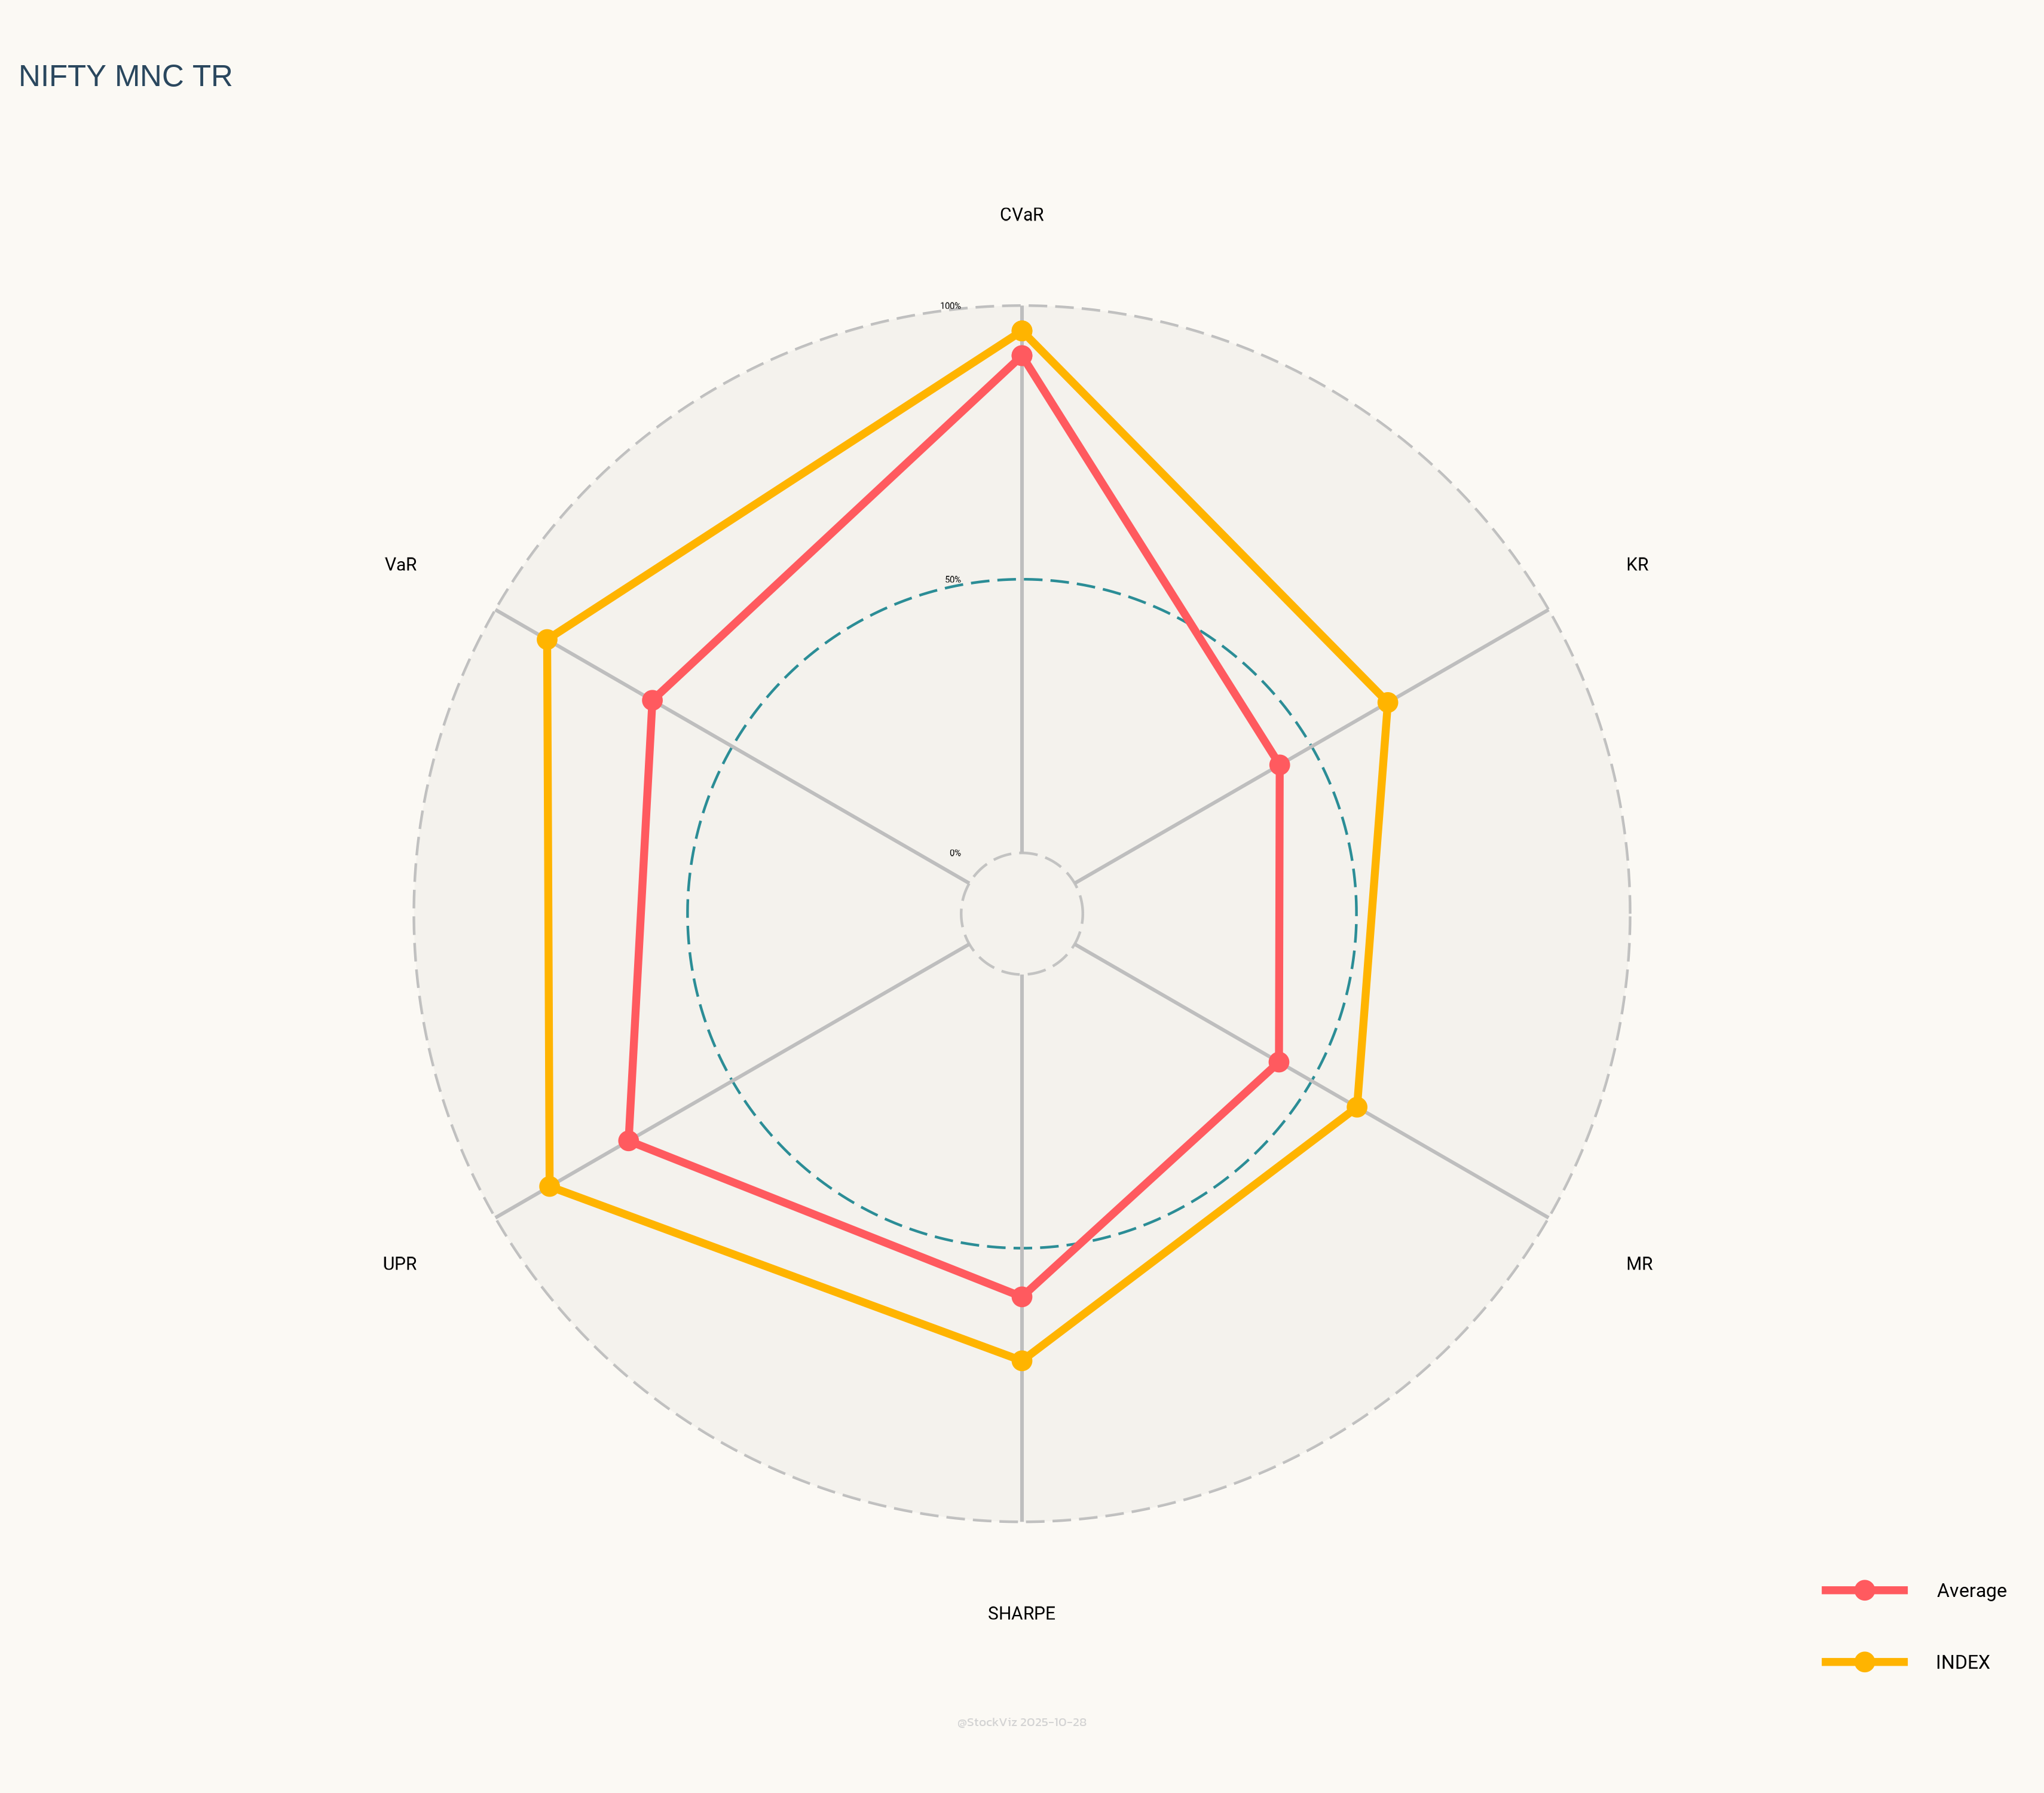 NIFTY MNC TR
CVaR
100%
KR
VaR
50%
0%
UPR
MR
SHARPE
Average
INDEX
@StockViz 2025-10-28